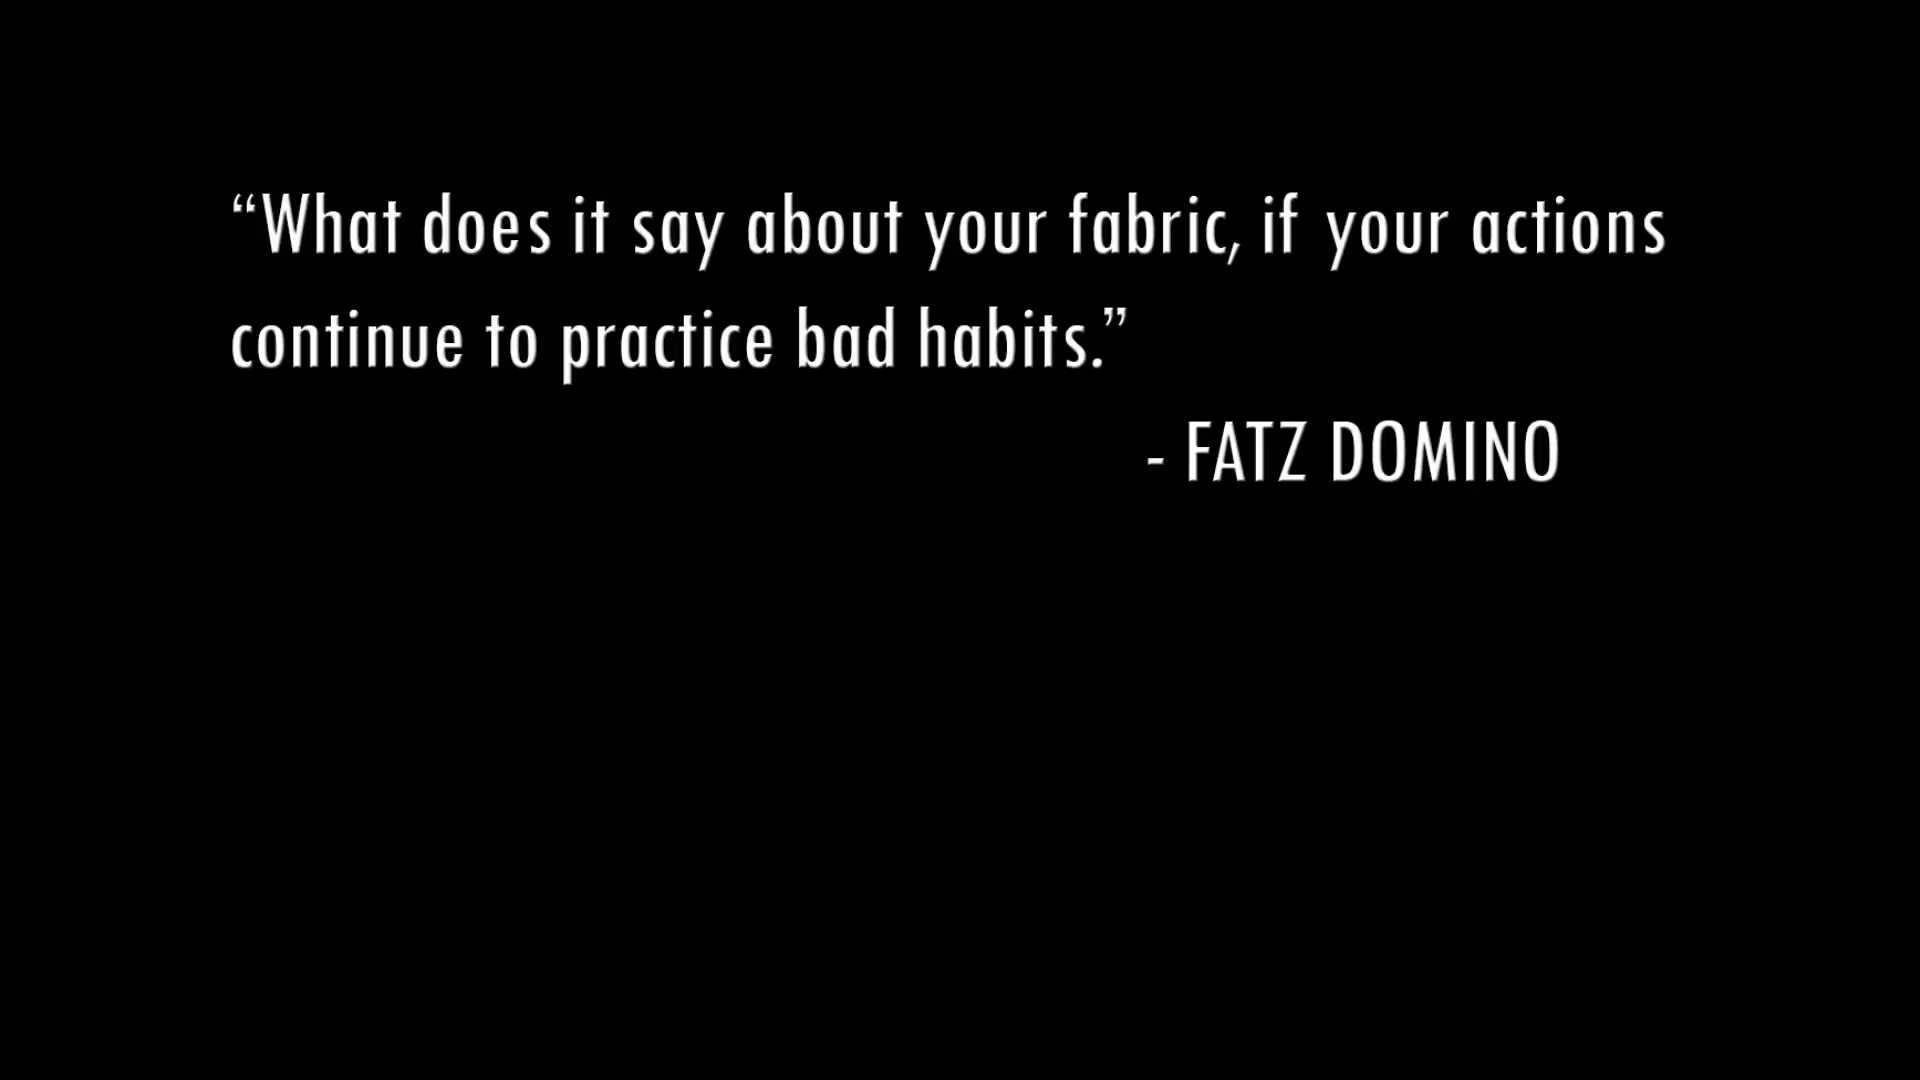 “What does it say about your fabric, if your actions
continue to practice bad habits.”
- FATZ DOMINO